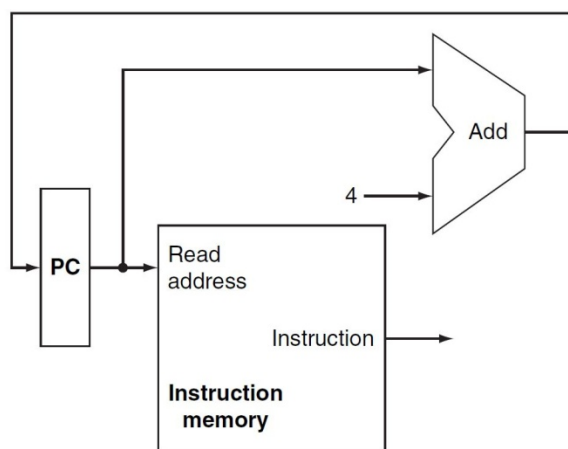 Add
4
PC
Read
address
Instruction
Instruction
memory